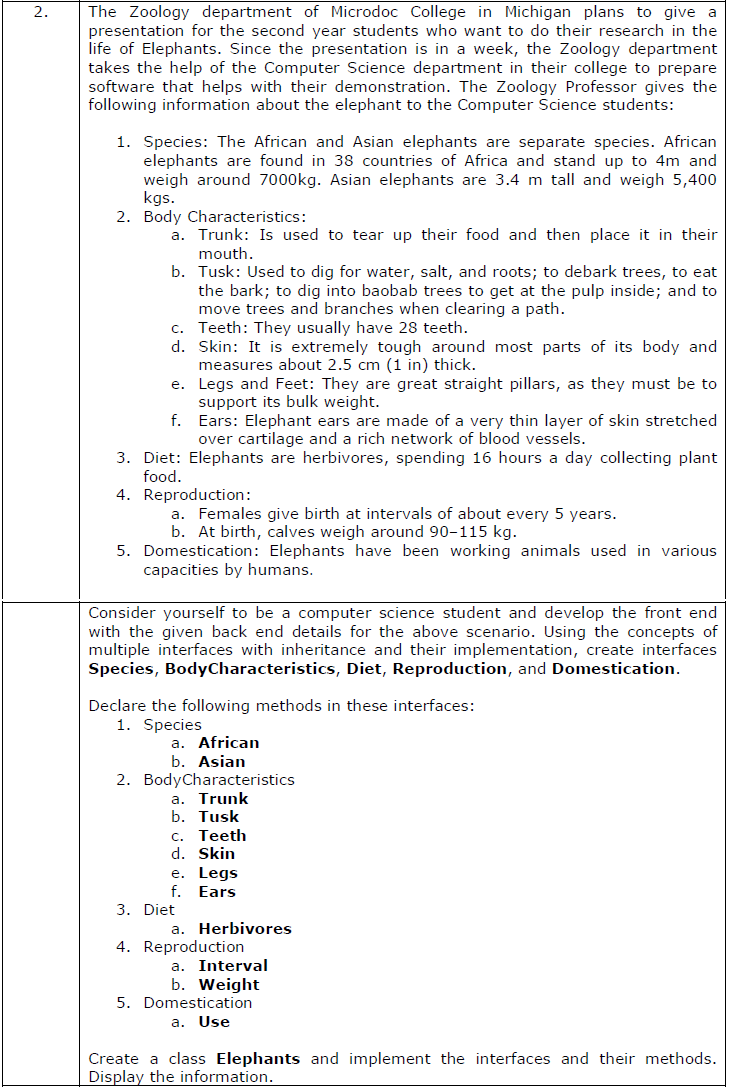 2.
The Zoology department of Microdoc College in Michigan plans to give a
presentation for the second year students who want to do their research in the
life of Elephants. Since the presentation is in a week, the Zoology department
takes the help of the Computer Science department in their college to prepare
software that helps with their demonstration. The Zoology Professor gives the
following information about the elephant to the Computer Science students:
1. Species: The African and Asian elephants are separate species. African
elephants are found in 38 countries of Africa and stand up to 4m and
weigh around 7000kg. Asian elephants are 3.4 m tall and weigh 5,400
kgs.
2. Body Characteristics:
a. Trunk: Is used to tear up their food and then place it in their
mouth.
b. Tusk: Used to dig for water, salt, and roots; to debark trees, to eat
the bark; to dig into baobab trees to get at the pulp inside; and to
move trees and branches when clearing a path.
c. Teeth: They usually have 28 teeth.
d. Skin: It is extremely tough around most parts of its body and
measures about 2.5 cm (1 in) thick.
e. Legs and Feet: They are great straight pillars, as they must be to
support its bulk weight.
f. Ears: Elephant ears are made of a very thin layer of skin stretched
over cartilage and a rich network of blood vessels.
3. Diet: Elephants are herbivores, spending 16 hours a day collecting plant
food.
4. Reproduction:
a. Females give birth at intervals of about every 5 years.
b. At birth, calves weigh around 90–115 kg.
5. Domestication: Elephants have been working animals used in various
capacities by humans.
Consider yourself to be a computer science student and develop the front end
with the given back end details for the above scenario. Using the concepts of
multiple interfaces with inheritance and their implementation, create interfaces
Species, BodyCharacteristics, Diet, Reproduction, and Domestication.
Declare the following methods in these interfaces:
1. Species
a. African
b. Asian
2. BodyCharacteristics
a. Trunk
b. Tusk
c. Teeth
d. Skin
e. Legs
f. Ears
3. Diet
a. Herbivores
4. Reproduction
a. Interval
b. Weight
5. Domestication
a. Use
Create a class Elephants and implement the interfaces and their methods.
Display the information.